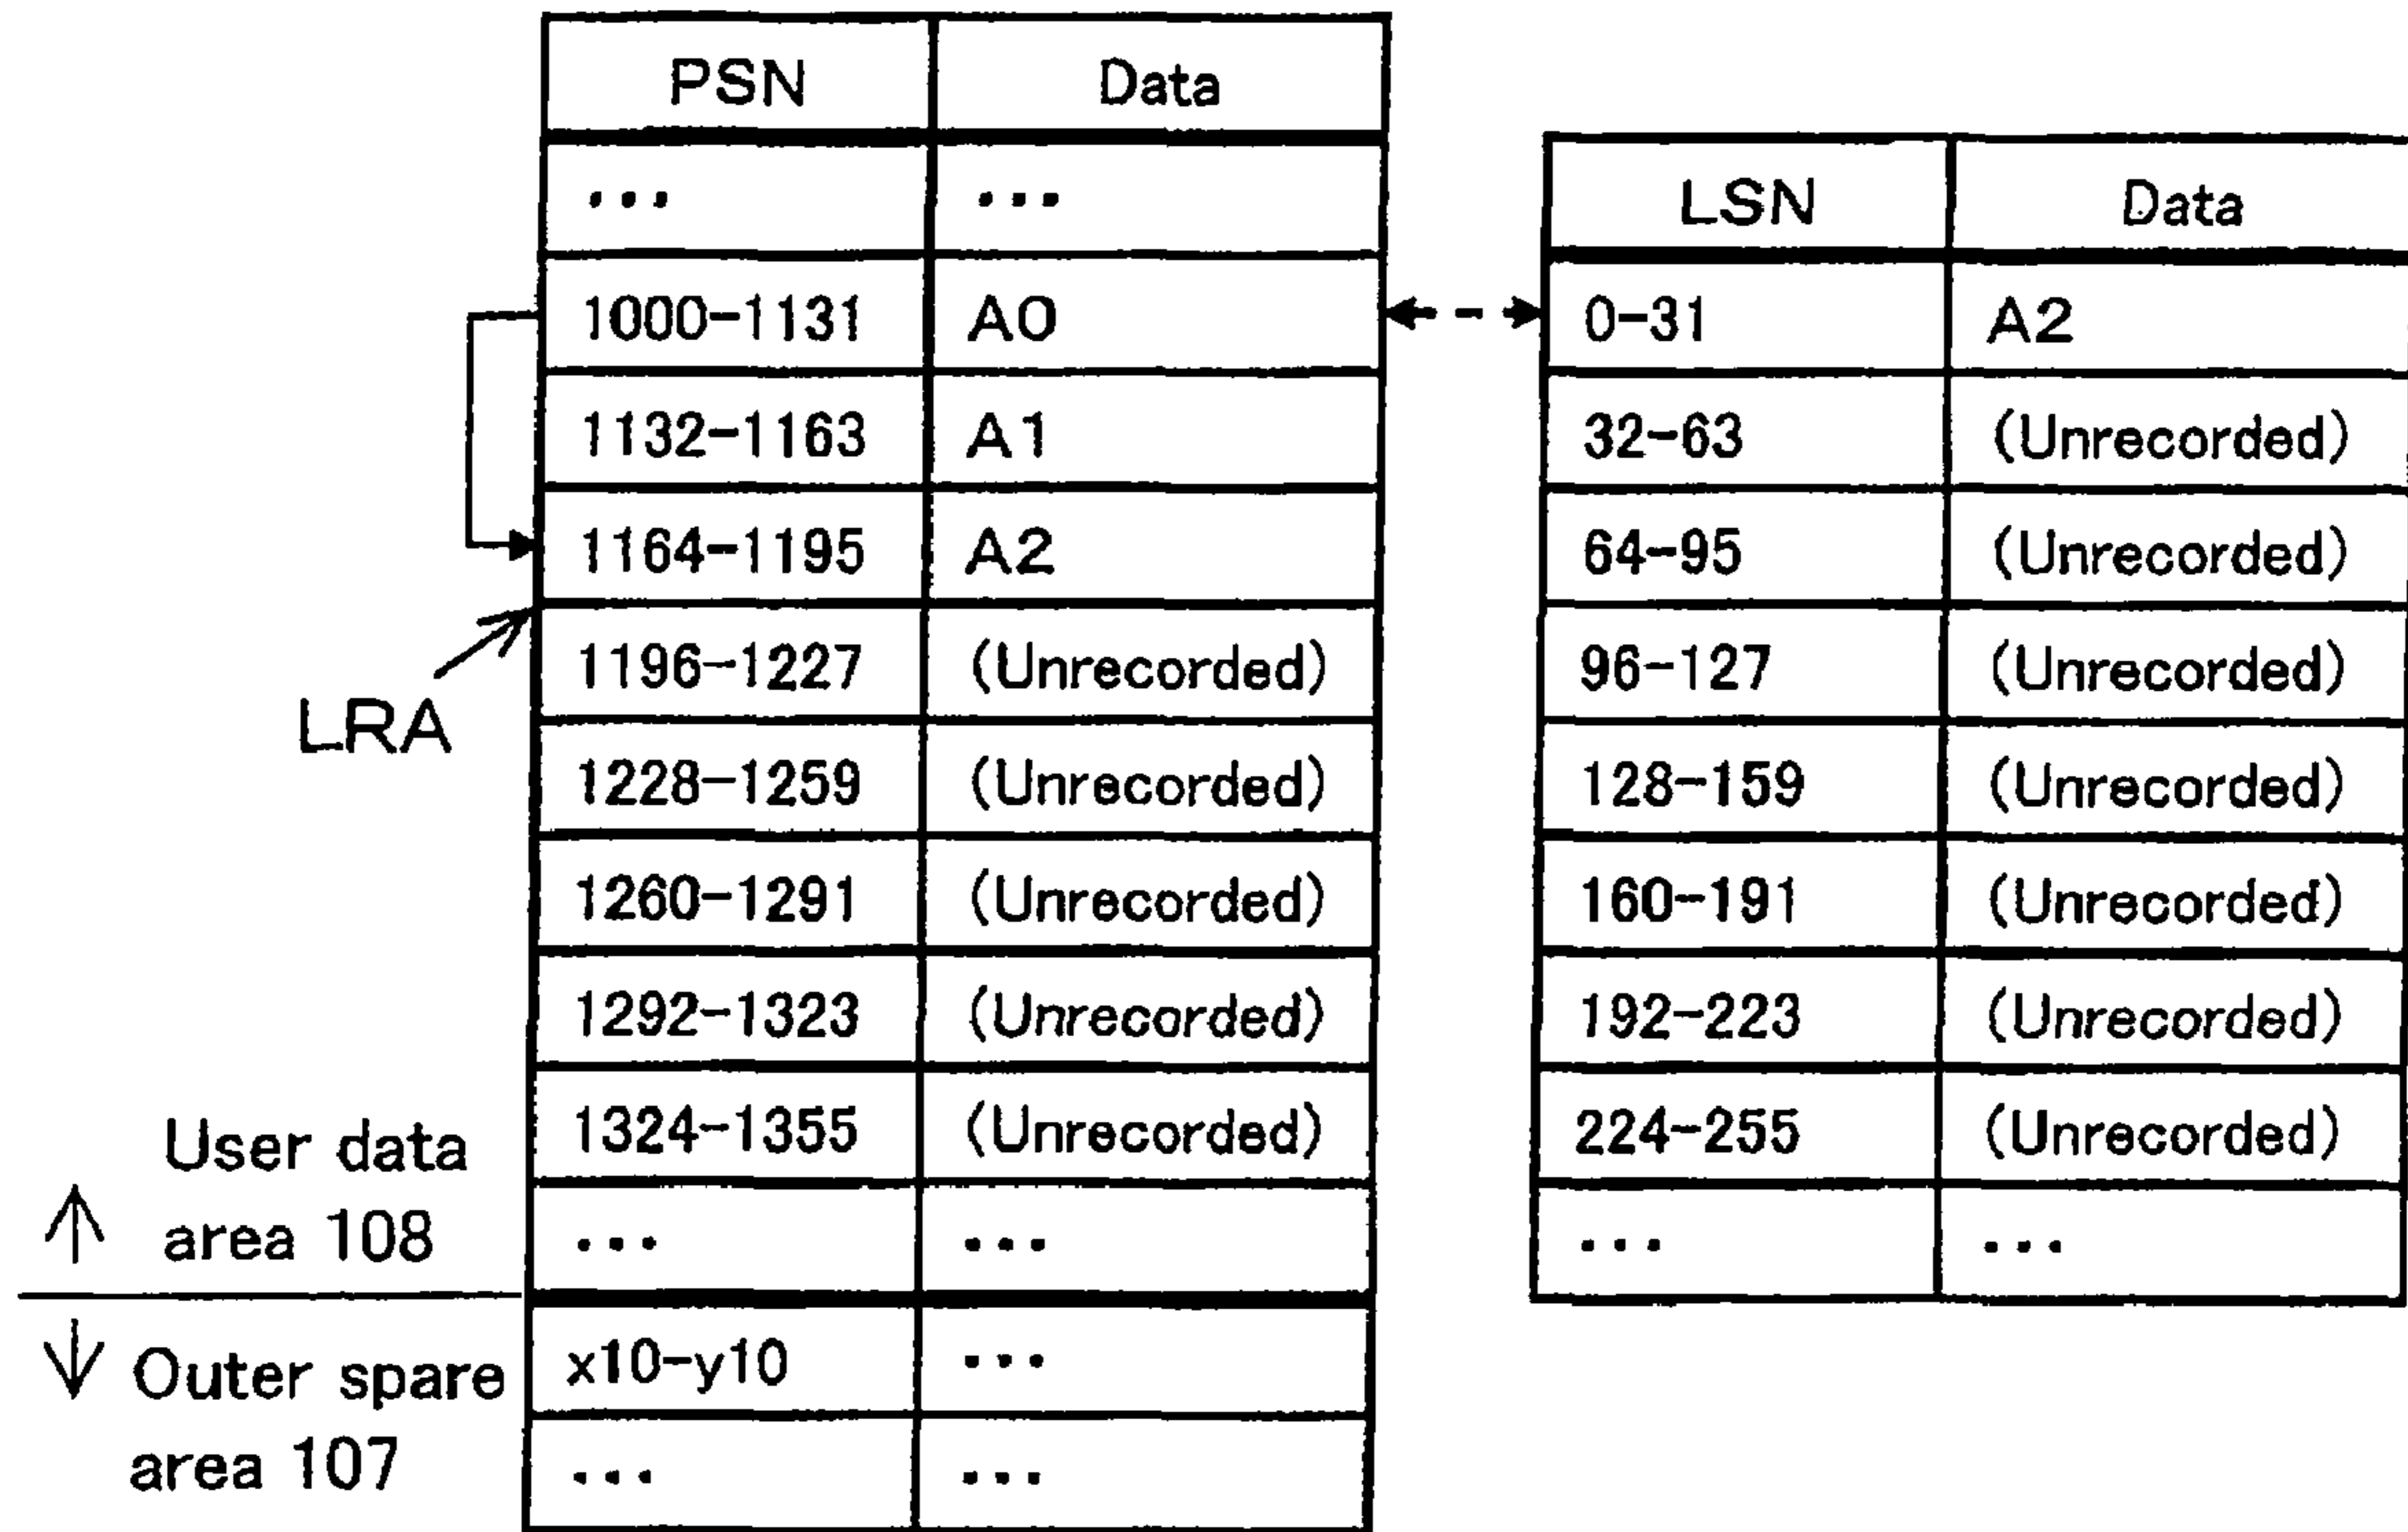 PSN Data
... ...
1000-1131 A0
1132-1163 A1
1164-1195 A2
1196-1227 (Unrecorded)
1228-1259 (Unrecorded)
1260-1291 (Unrecorded)
1292-1323 (Unrecorded)
1324-1355 (Unrecorded)
... ...
x10-y10 ...
... ...
LRA
User data
area 108
Outer spare
area 107
LSN Data
0-31 A2
32-63 (Unrecorded)
64-95 (Unrecorded)
96-127 (Unrecorded)
128-159 (Unrecorded)
160-191 (Unrecorded)
192-223 (Unrecorded)
224-255 (Unrecorded)
... ...